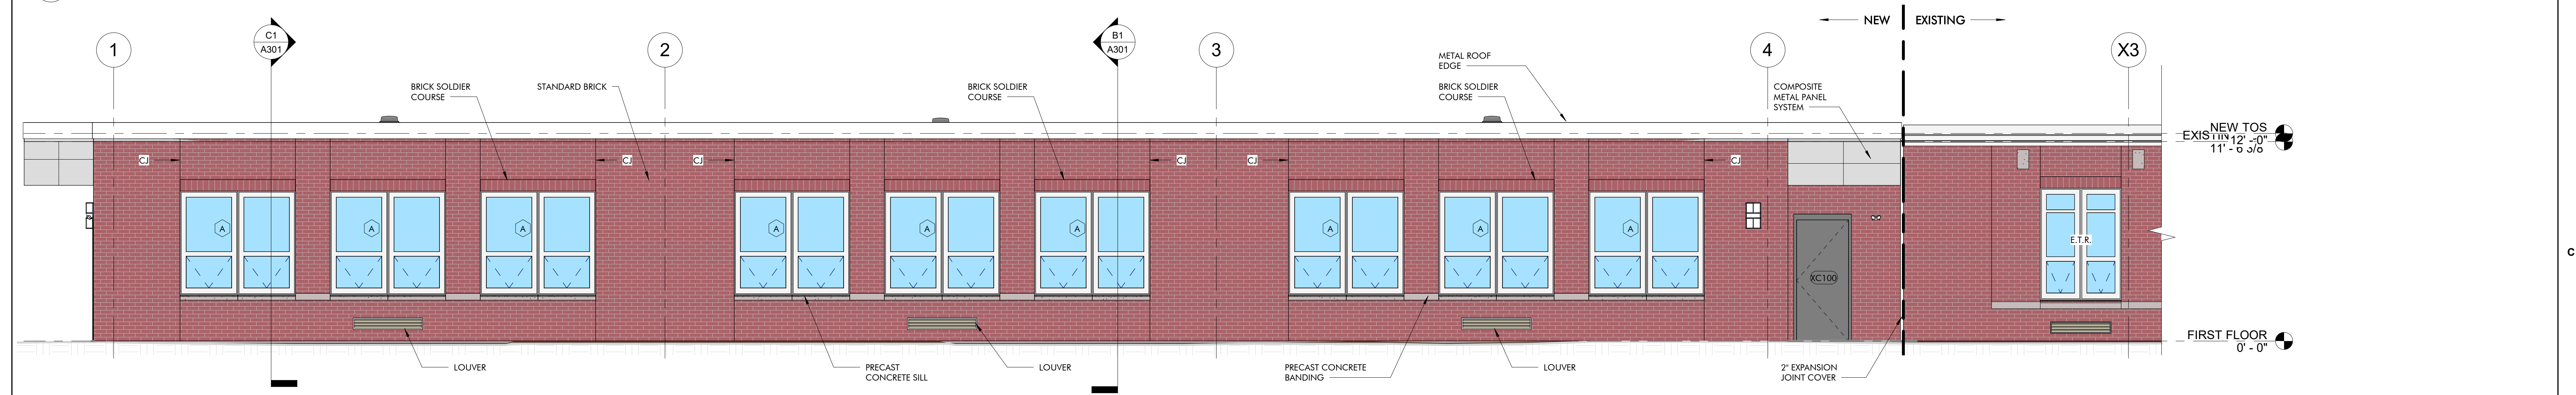 NEW
EXISTING
1
C1
A301
2
B1
A301
3
4
X3
BRICK SOLDIER
COURSE
STANDARD BRICK
BRICK SOLDIER
COURSE
METAL ROOF
EDGE
BRICK SOLDIER
COURSE
COMPOSITE
METAL PANEL
SYSTEM
NEW TOS
12' - 0"
11' - 6 3/8"
CJ
CJ
CJ
CJ
CJ
CJ
A
A
A
A
A
A
A
A
A
E.T.R.
XC100
C
FIRST FLOOR
0' - 0"
LOUVER
PRECAST
CONCRETE SILL
LOUVER
PRECAST CONCRETE
BANDING
LOUVER
2" EXPANSION
JOINT COVER